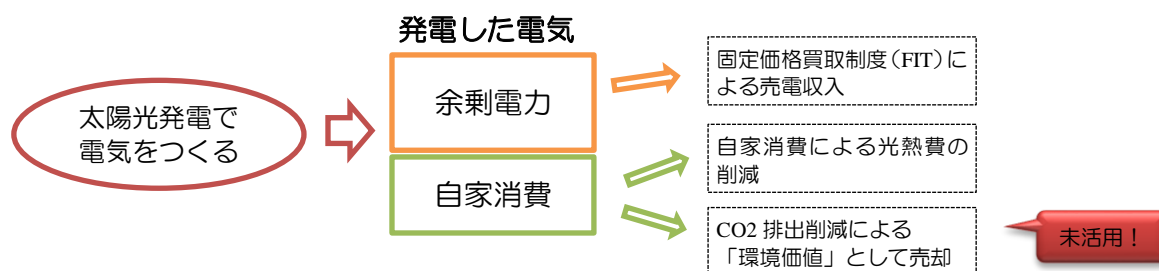 発電した電気
太陽光発電で
電気をつくる
余剰電力
自家消費
固定価格買取制度（FIT）に
よる売電収入
自家消費による光熱費の
削減
CO2 排出削減による
「環境価値」として売却
未活用！